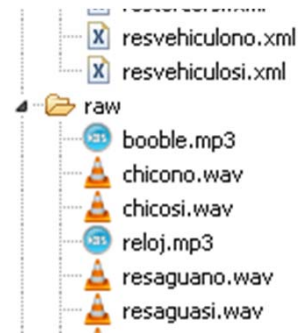 resvehiculono.xml
resvehiculosi.xml
raw
booble.mp3
chicono.wav
chicosi.wav
reloj.mp3
resaguano.wav
resaguasi.wav